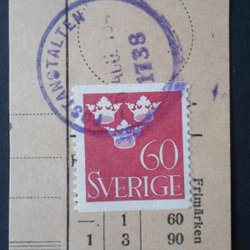 ANSTALTEN
AUG.
1738
60
SVERIGE
Frimärken
— 1 60
1 3 90